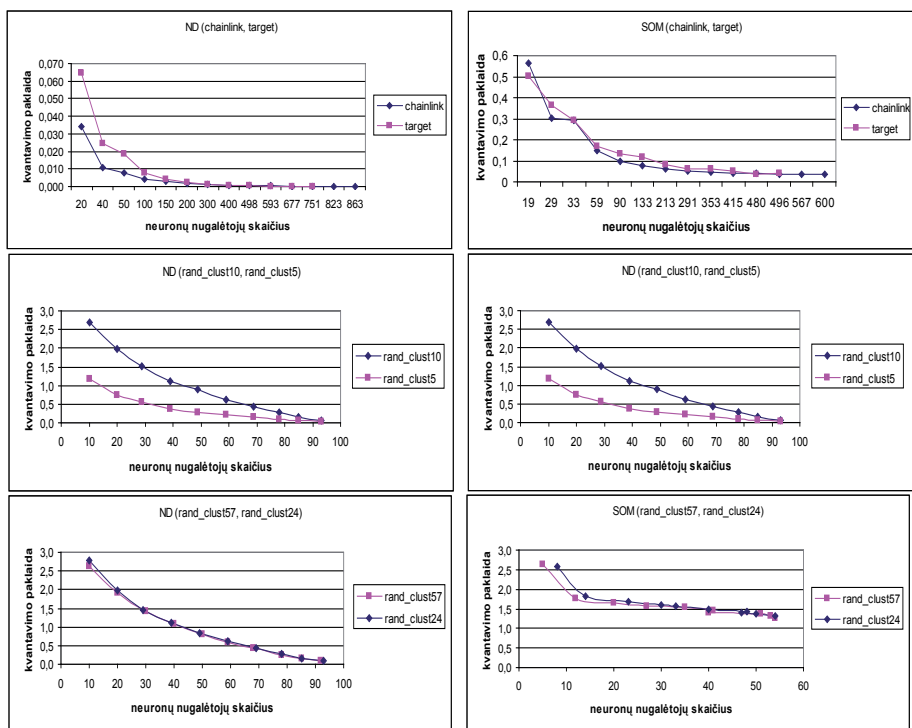 ND (chainlink, target)
kvantavimo paklaida
0,070
0,060
0,050
0,040
0,030
0,020
0,010
0,000
20 40 50 100 150 200 300 400 498 593 677 751 823 863
neuronų nugalėtojų skaičius
chainlink
target
SOM (chainlink, target)
kvantavimo paklaida
0,6
0,5
0,4
0,3
0,2
0,1
0
19 29 33 59 90 133 213 291 353 415 480 496 567 600
neuronų nugalėtojų skaičius
chainlink
target
ND (rand_clust10, rand_clust5)
kvantavimo paklaida
3,0
2,5
2,0
1,5
1,0
0,5
0,0
0 10 20 30 40 50 60 70 80 90 100
neuronų nugalėtojų skaičius
rand_clust10
rand_clust5
ND (rand_clust10, rand_clust5)
kvantavimo paklaida
3,0
2,5
2,0
1,5
1,0
0,5
0,0
0 10 20 30 40 50 60 70 80 90 100
neuronų nugalėtojų skaičius
rand_clust10
rand_clust5
ND (rand_clust57, rand_clust24)
kvantavimo paklaida
3,0
2,5
2,0
1,5
1,0
0,5
0,0
0 10 20 30 40 50 60 70 80 90 100
neuronų nugalėtojų skaičius
rand_clust57
rand_clust24
SOM (rand_clust57, rand_clust24)
kvantavimo paklaida
3,0
2,5
2,0
1,5
1,0
0,5
0,0
0 10 20 30 40 50 60
neuronų nugalėtojų skaičius
rand_clust57
rand_clust24